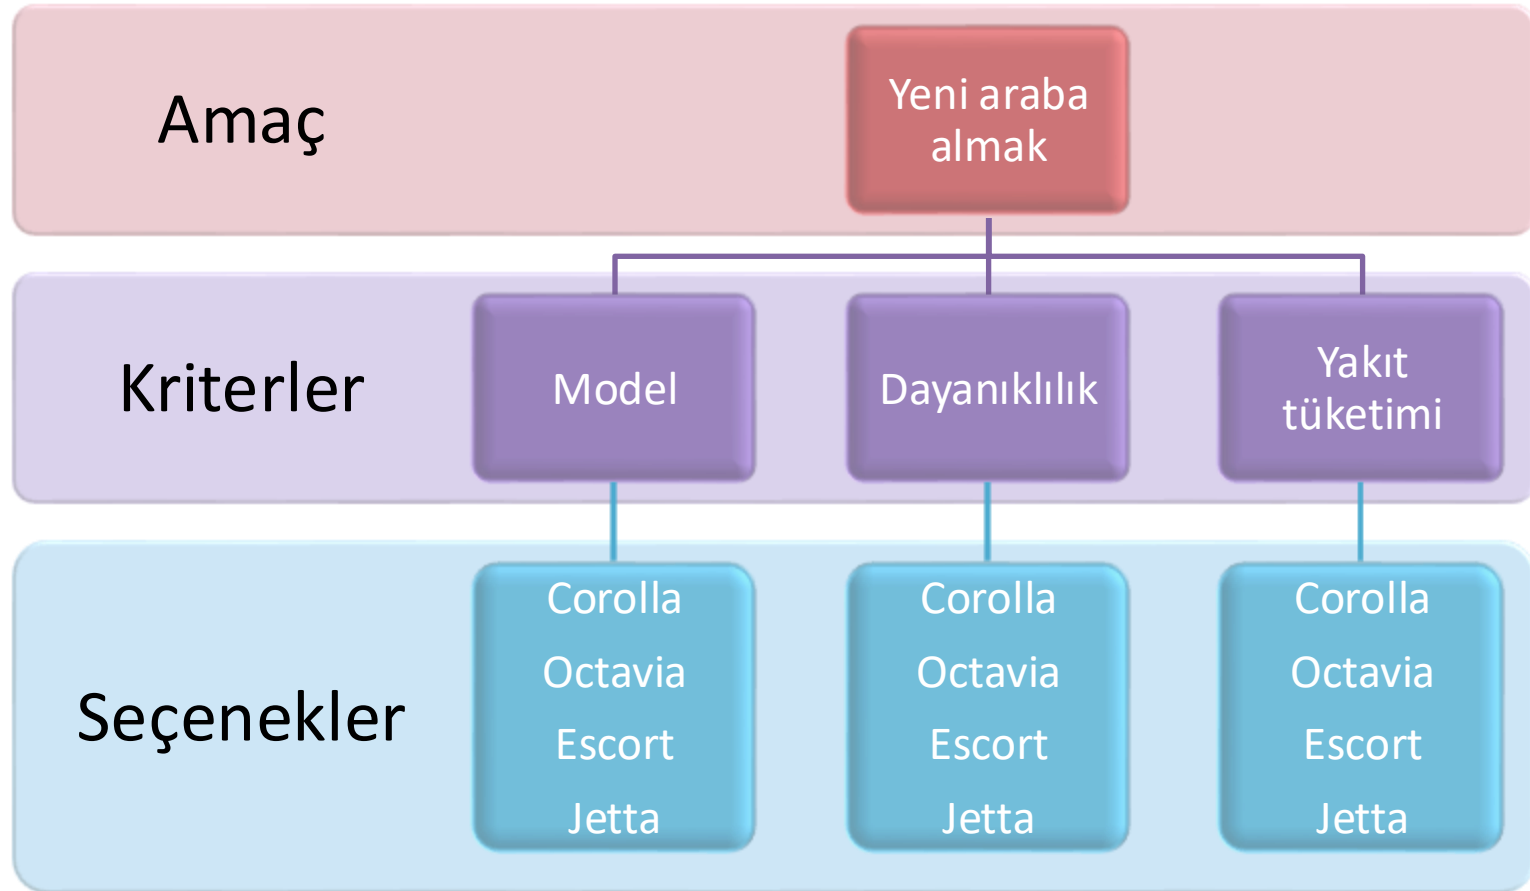 Amaç
Yeni araba
almak
Kriterler
Model
Dayanıklılık
Yakıt
tüketimi
Seçenekler
Corolla
Octavia
Escort
Jetta
Corolla
Octavia
Escort
Jetta
Corolla
Octavia
Escort
Jetta